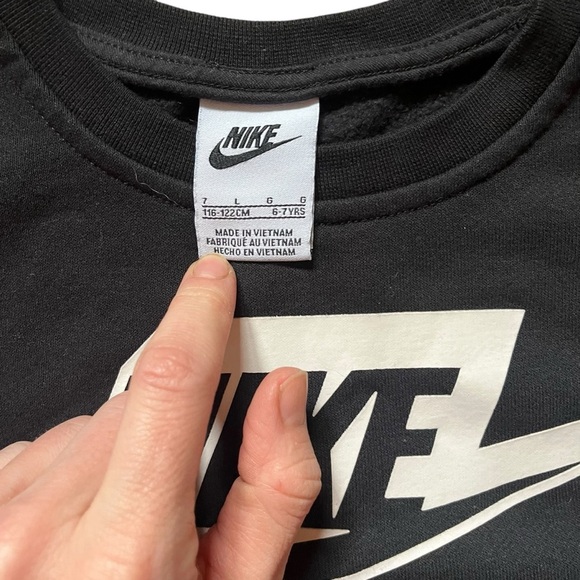 NIKE
7 L G G
116-122CM 6-7YRS
MADE IN VIETNAM
FABRIQUÉ AU VIETNAM
HECHO EN VIETNAM
NIKE